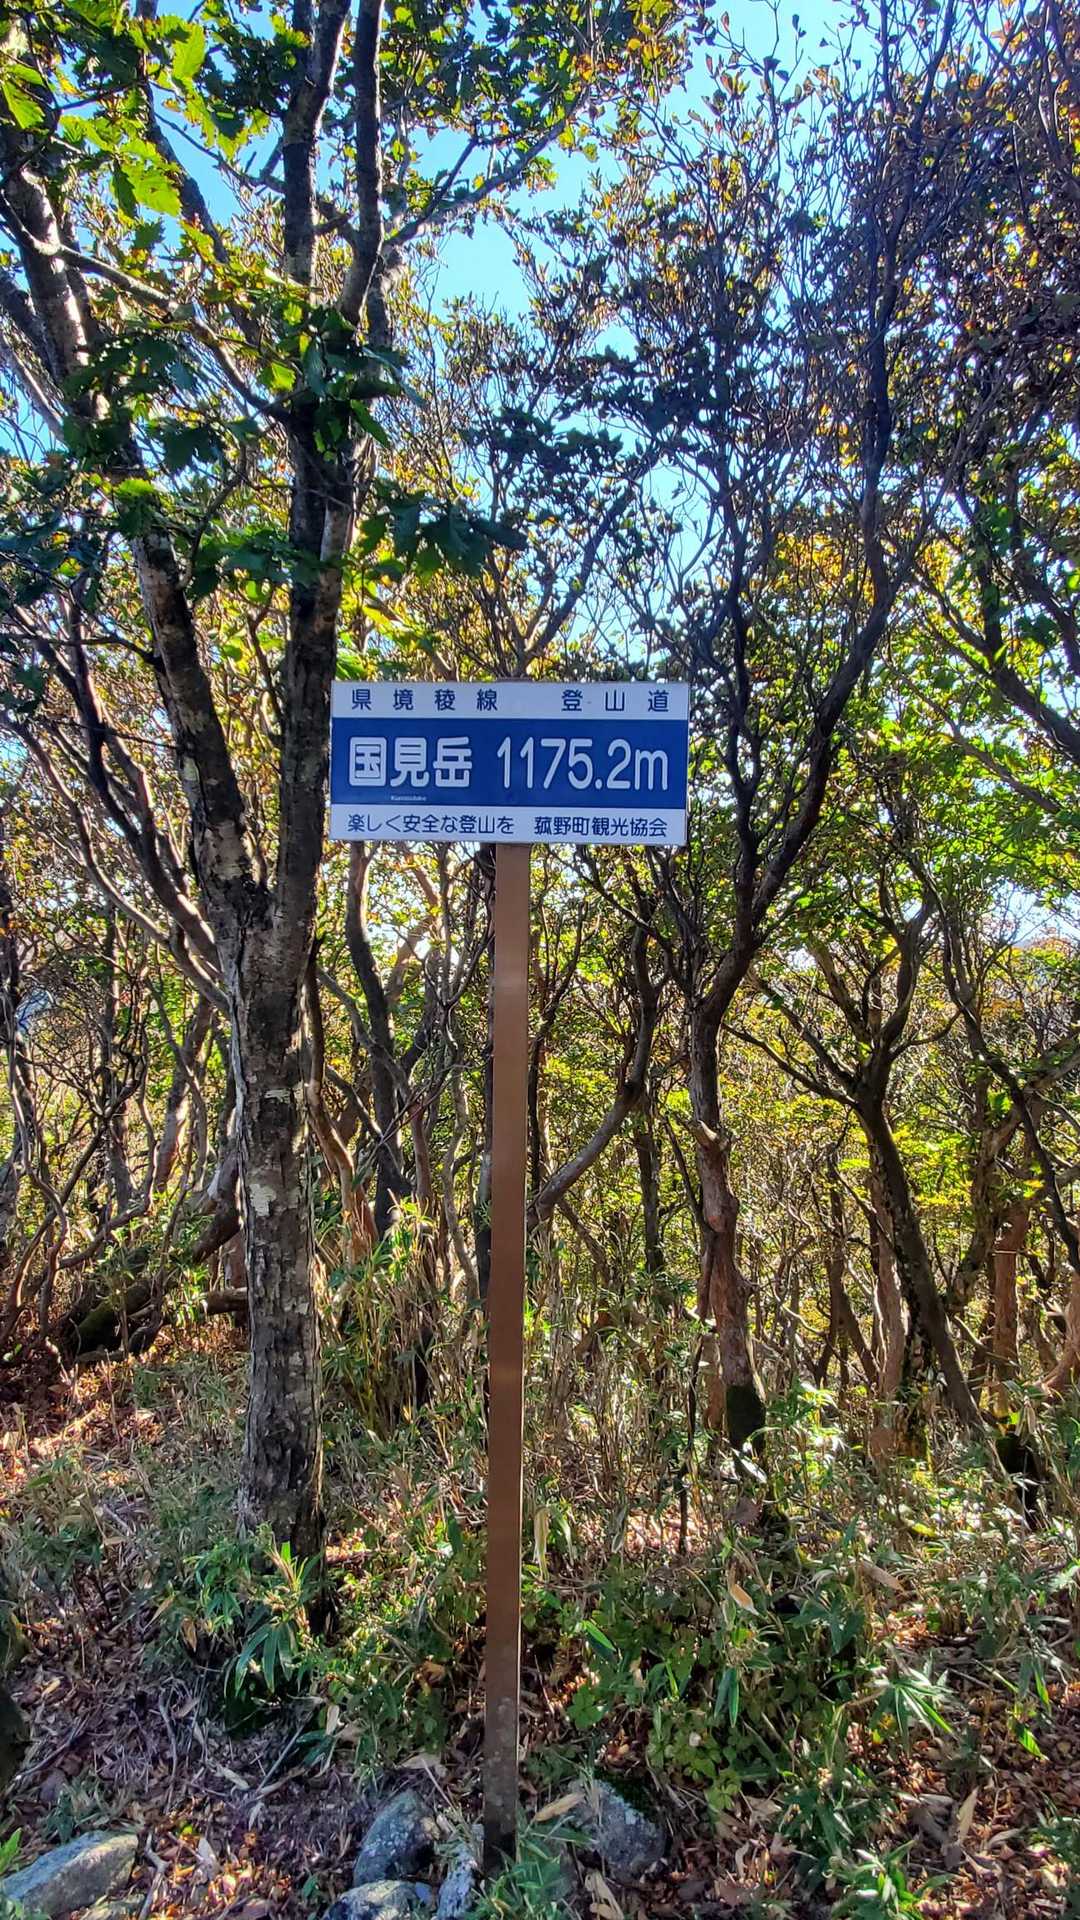 県境稜線 登山道
国見岳 1175.2m
楽しく安全な登山を 菰野町観光協会